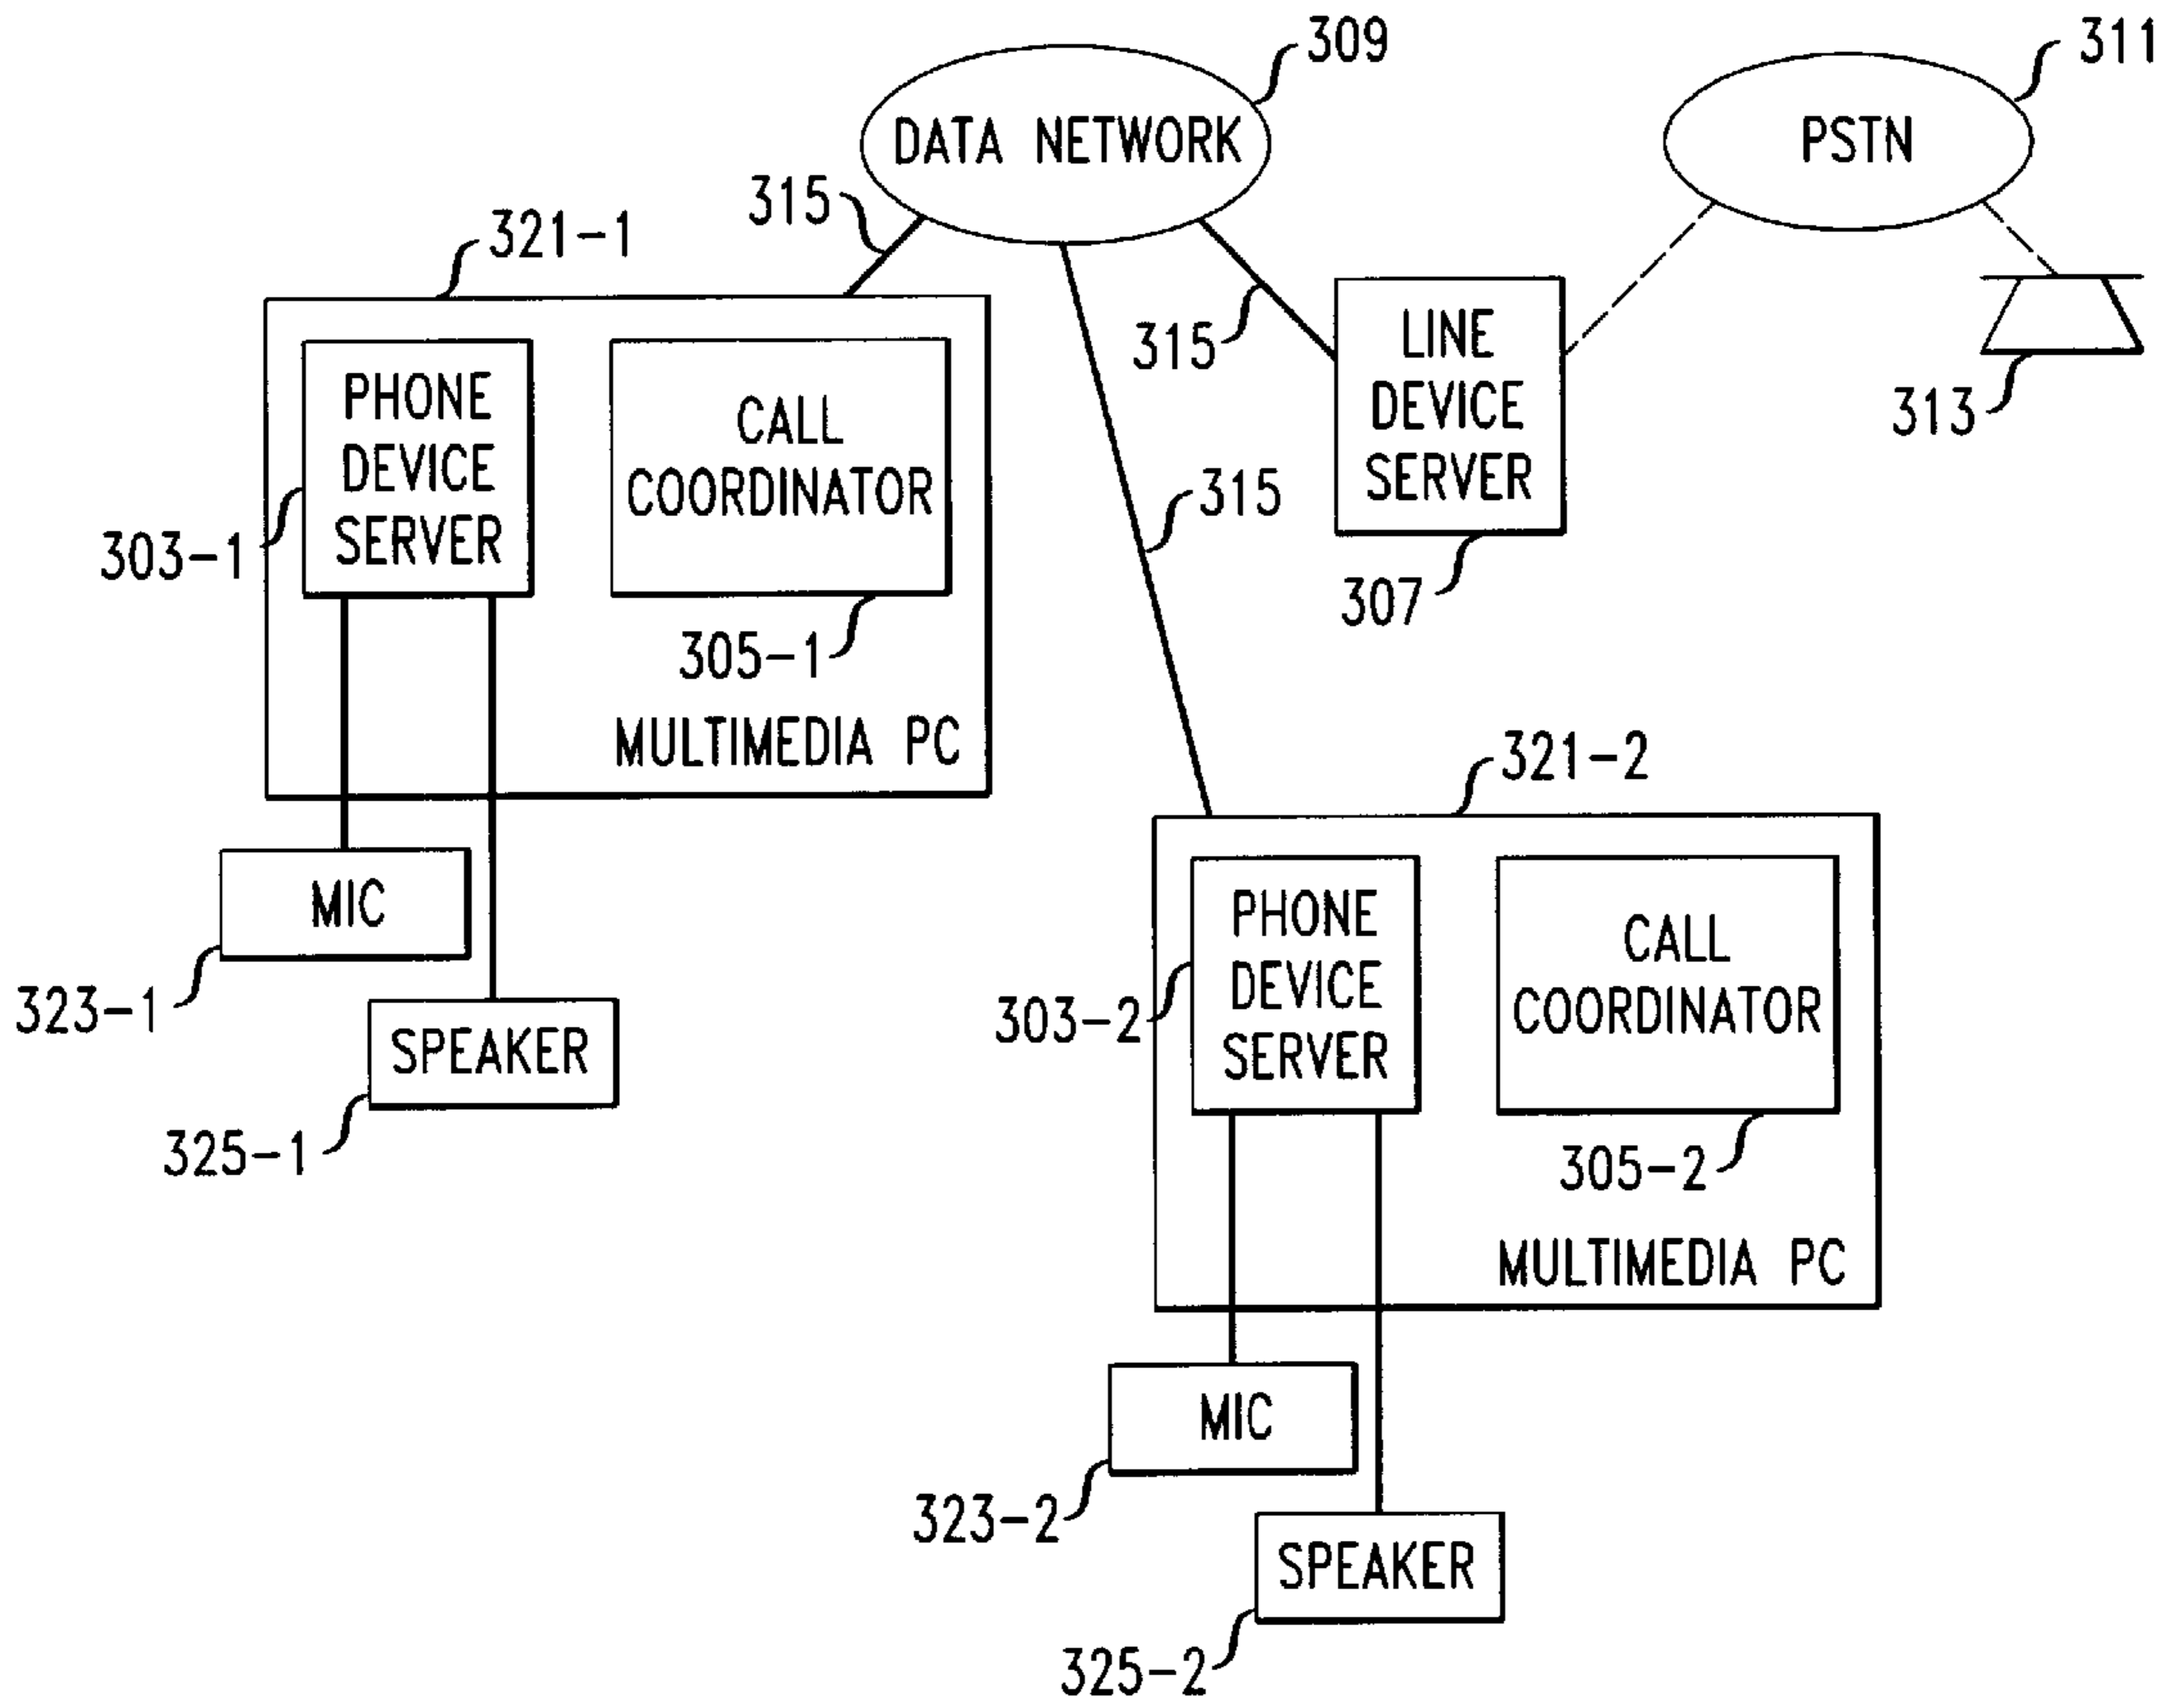 309
311
DATA NETWORK
PSTN
315
321-1
315
LINE
DEVICE
SERVER
313
PHONE
DEVICE
SERVER
CALL
COORDINATOR
303-1
315
307
305-1
MULTIMEDIA PC
321-2
MIC
323-1
SPEAKER
325-1
PHONE
DEVICE
SERVER
CALL
COORDINATOR
303-2
305-2
MULTIMEDIA PC
MIC
323-2
SPEAKER
325-2